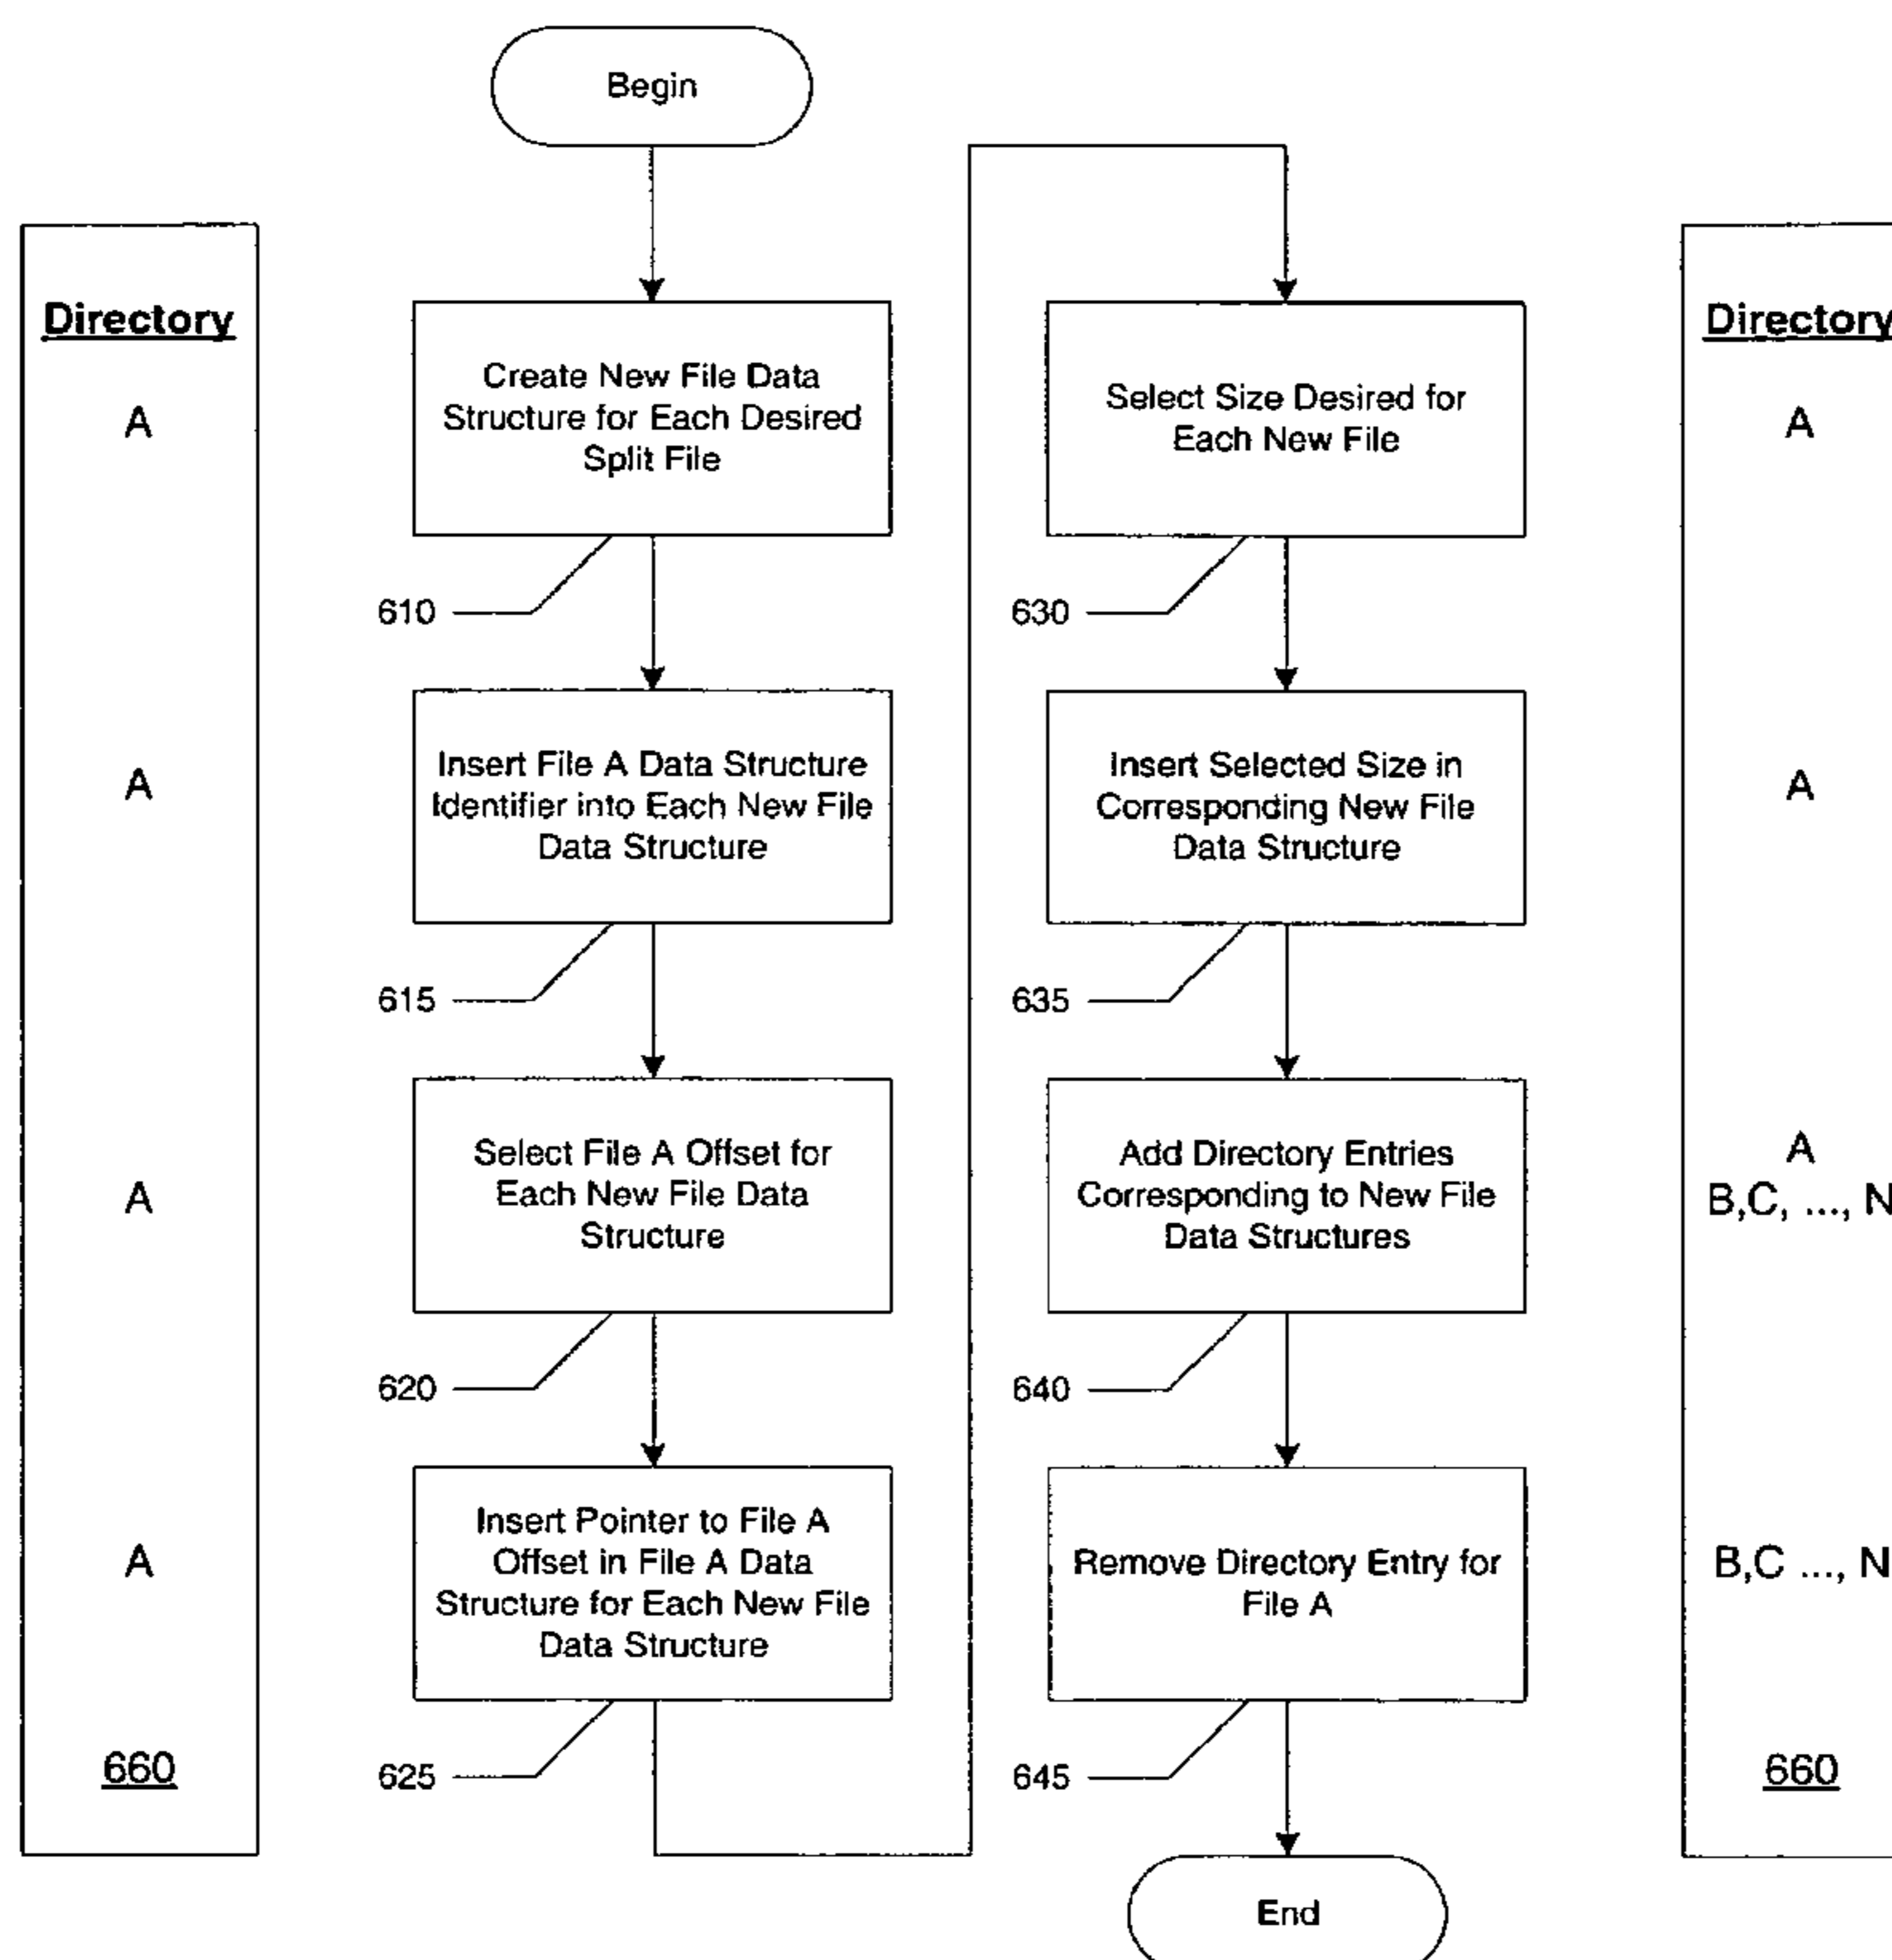 Begin
Directory
A
A
A
A
660
Create New File Data
Structure for Each Desired
Split File
610
Insert File A Data Structure
Identifier into Each New File
Data Structure
615
Select File A Offset for
Each New File Data
Structure
620
Insert Pointer to File A
Offset in File A Data
Structure for Each New File
Data Structure
625
Select Size Desired for
Each New File
630
Insert Selected Size in
Corresponding New File
Data Structure
635
Add Directory Entries
Corresponding to New File
Data Structures
640
Remove Directory Entry for
File A
645
End
Directory
A
A
A
B,C, ..., N
B,C ..., N
660